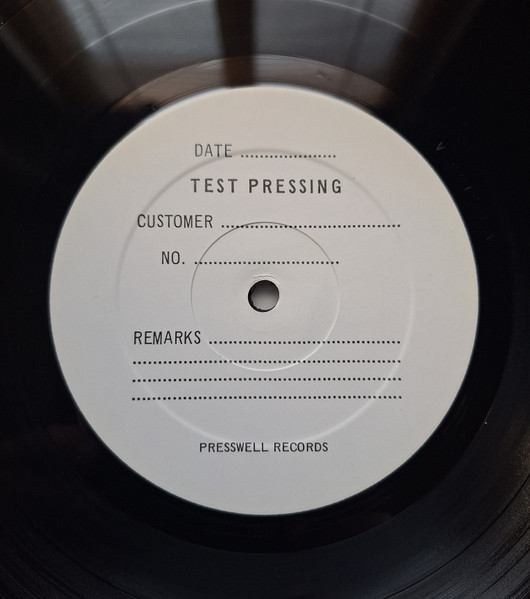 DATE ....................
TEST PRESSING
CUSTOMER ......................................
NO. ..............................
REMARKS ........................................
.........................................................
.........................................................
.........................................................
PRESSWELL RECORDS